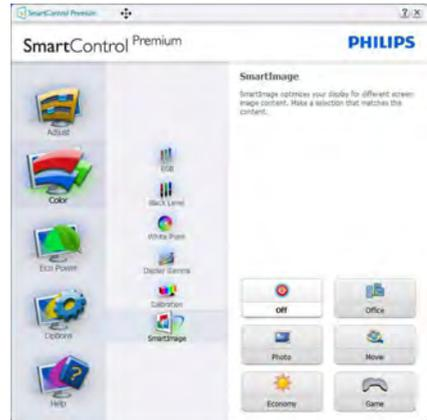 SmartControl Premium
SmartControl Premium
PHILIPS
Adjust
Color
Eco Power
Options
Help
RGB
Black Level
White Point
Display Gamma
Calibration
SmartImage
SmartImage
SmartImage optimizes your display for different screen
image content. Make a selection that matches the
content.
Off
Office
Photo
Movie
Economy
Game